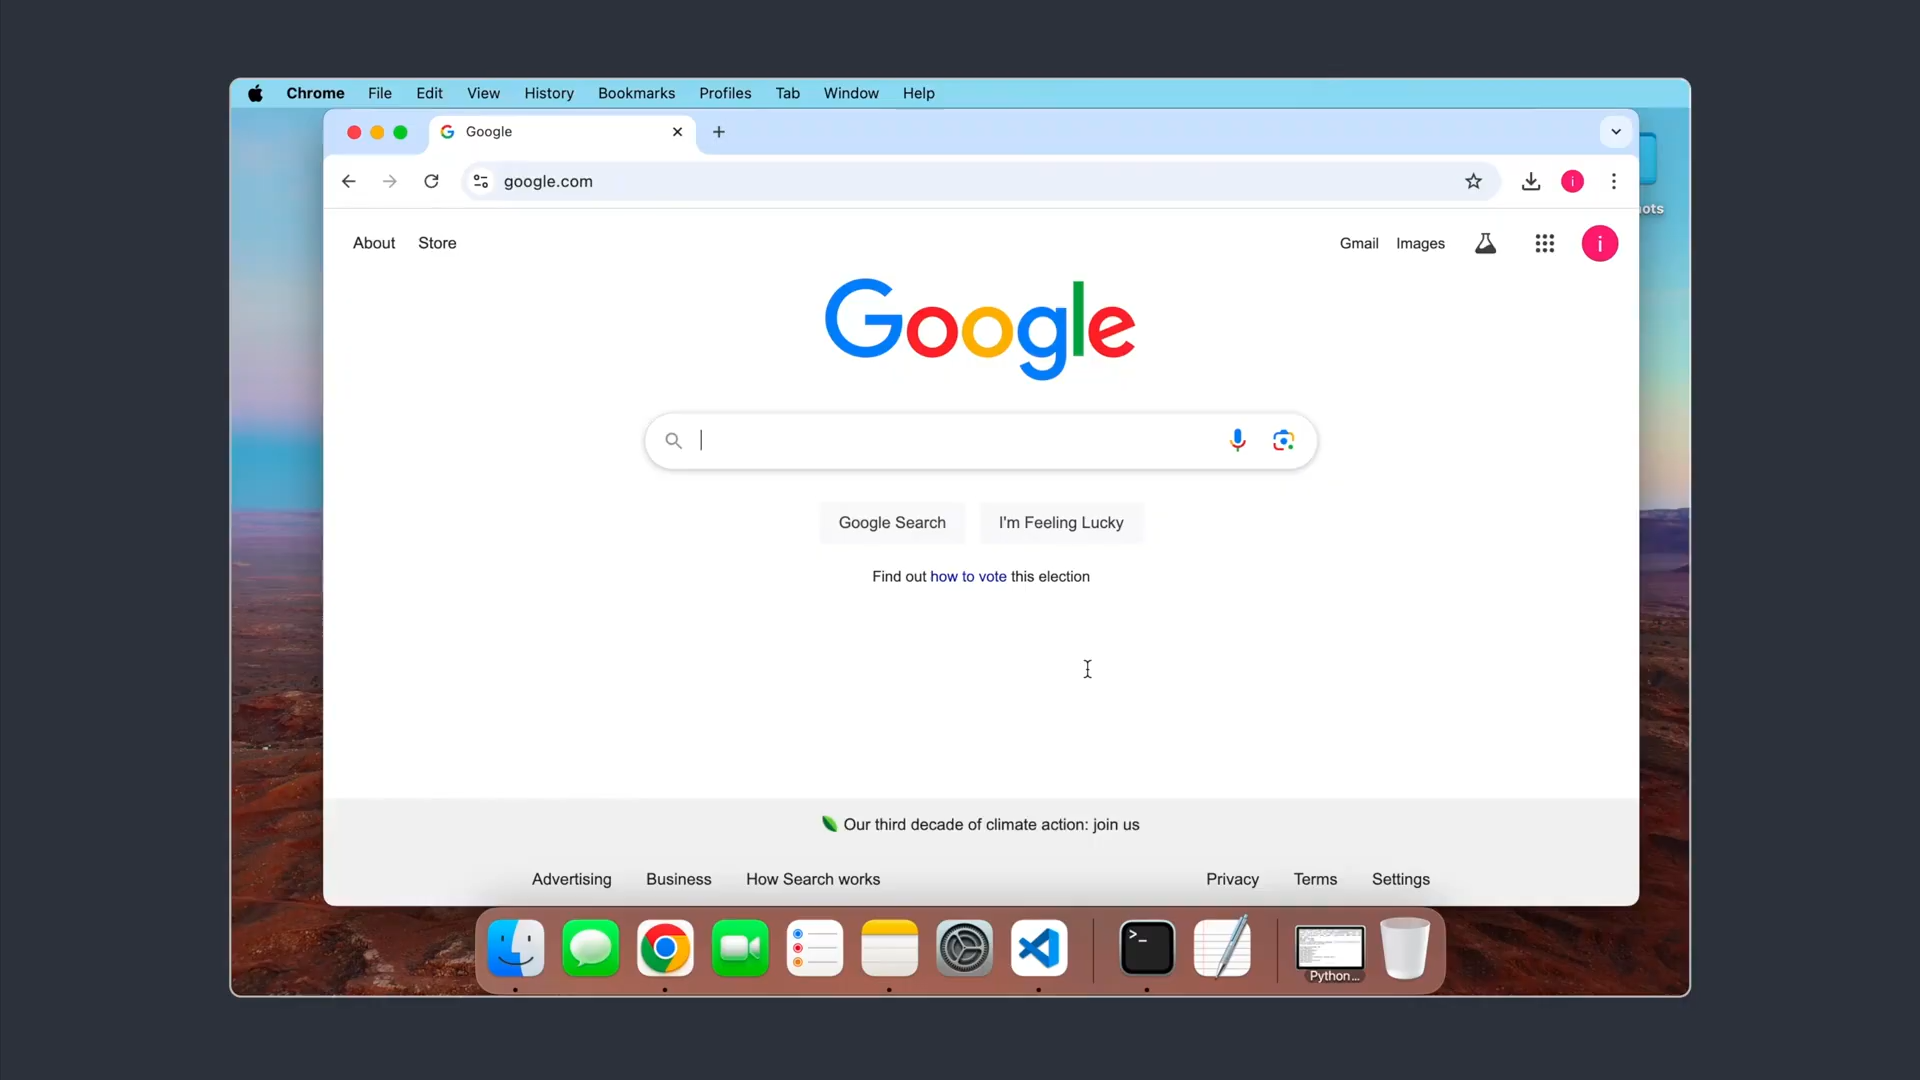 Chrome File Edit View History Bookmarks Profiles Tab Window Help
Google
google.com
i
ots
About Store
Gmail Images
i
Google
Google Search I'm Feeling Lucky
Find out how to vote this election
Our third decade of climate action: join us
Advertising Business How Search works
Privacy Terms Settings
>_
Python...